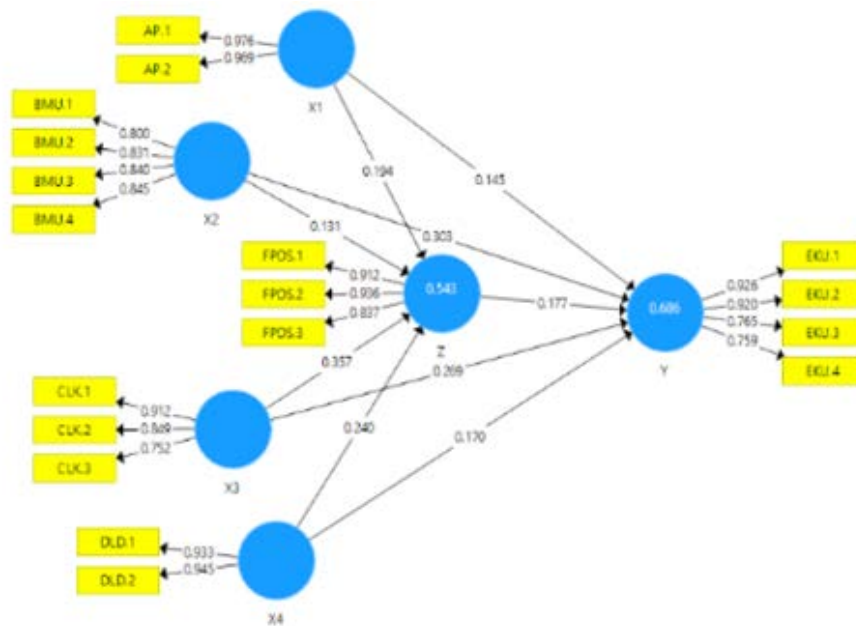 AP.1
0.976
AP.2
0.969
X1
BMU.1
0.800
BMU.2
0.831
BMU.3
0.840
BMU.4
0.845
X2
0.194
0.145
0.131
0.303
FPOS.1
0.912
FPOS.2
0.936
FPOS.3
0.837
0.543
Z
0.177
0.686
Y
EKU.1
0.926
EKU.2
0.920
EKU.3
0.765
EKU.4
0.759
0.357
0.269
CLK.1
0.912
CLK.2
0.849
CLK.3
0.752
X3
0.240
0.170
DLD.1
0.933
DLD.2
0.945
X4